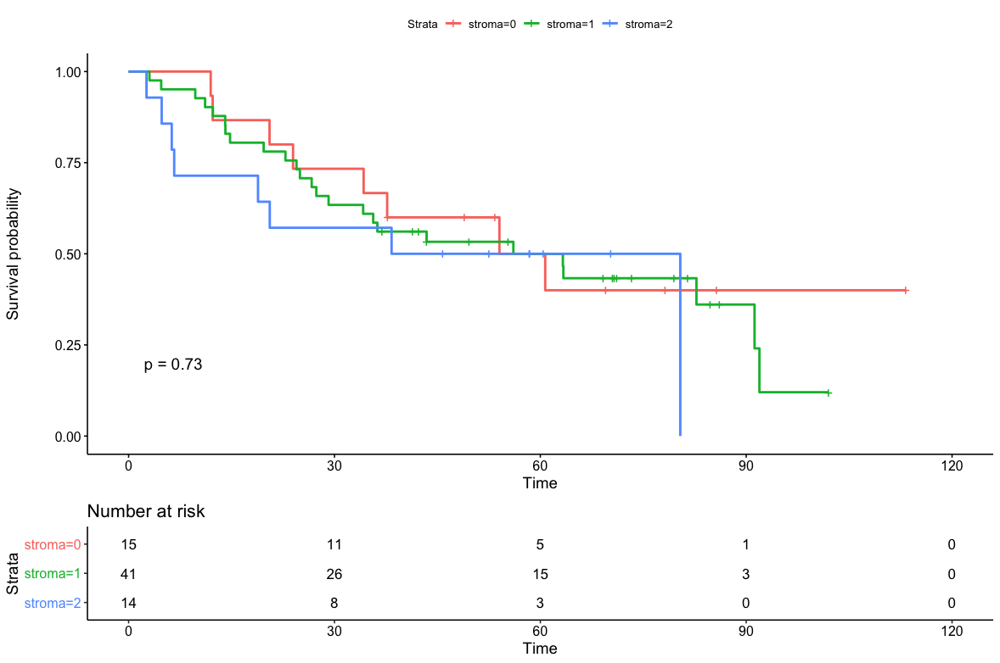 Strata stroma=0 stroma=1 stroma=2
Survival probability
1.00
0.75
0.50
0.25
0.00
p = 0.73
0 30 60 90 120
Time
Number at risk
Strata
stroma=0 15 11 5 1 0
stroma=1 41 26 15 3 0
stroma=2 14 8 3 0 0
0 30 60 90 120
Time